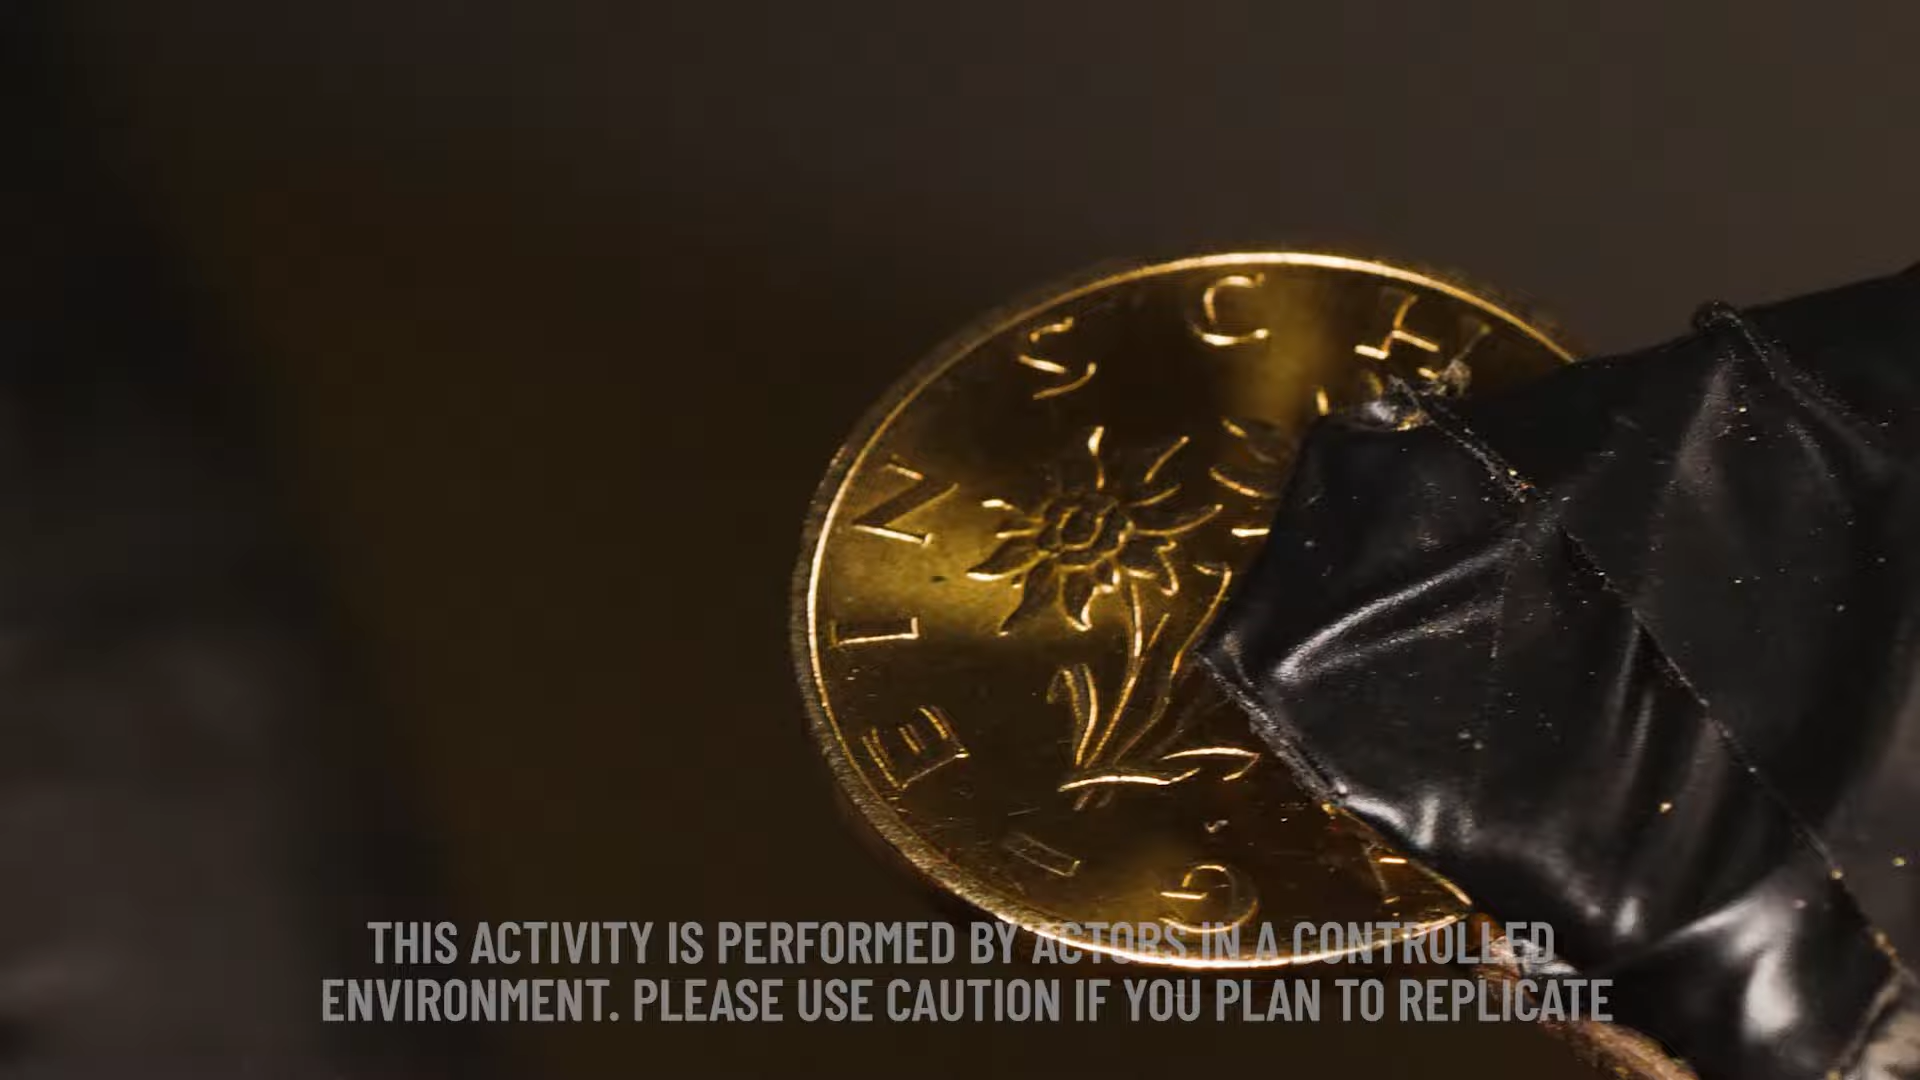 EIN SCH
THIS ACTIVITY IS PERFORMED BY ACTORS IN A CONTROLLED
ENVIRONMENT. PLEASE USE CAUTION IF YOU PLAN TO REPLICATE